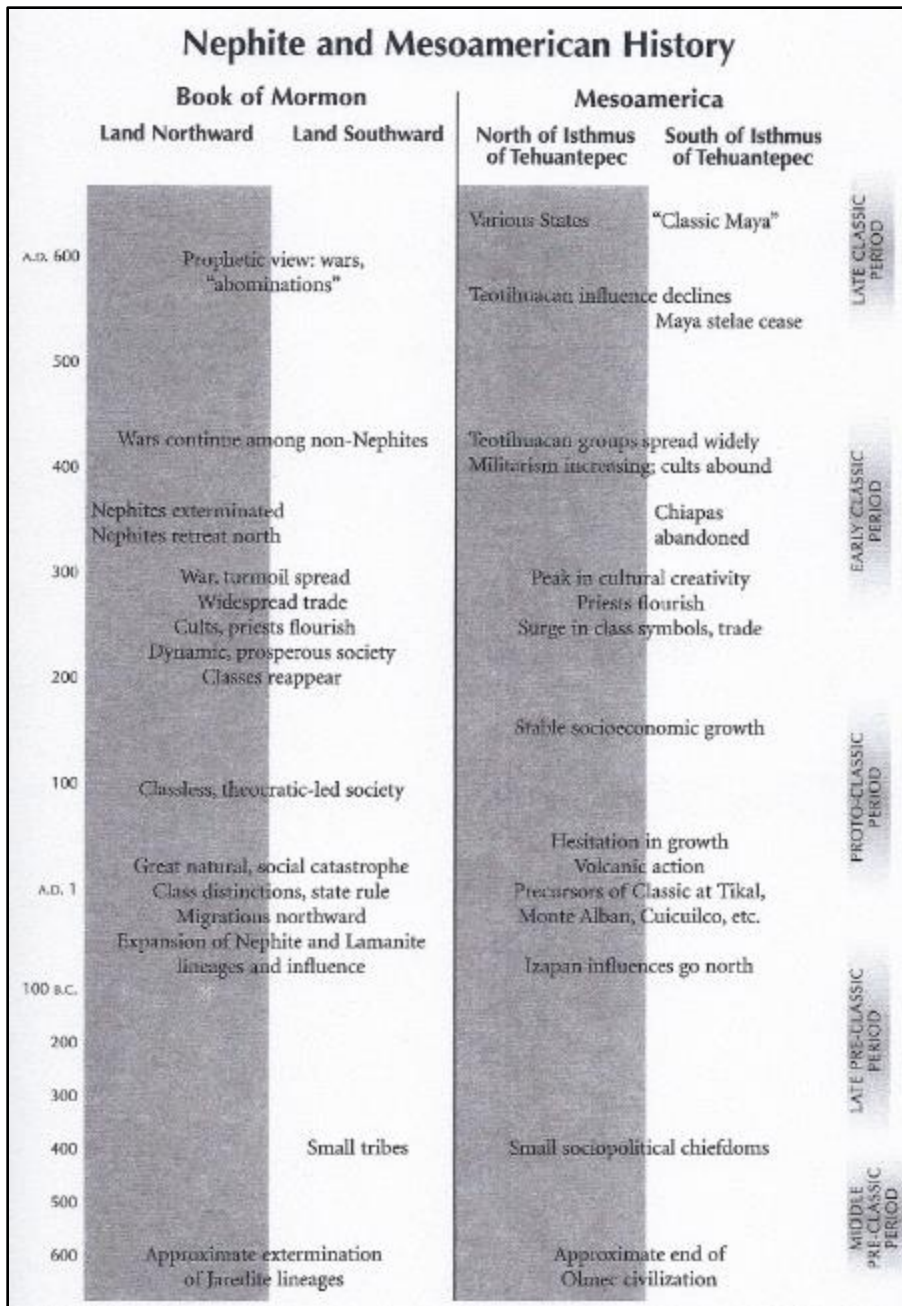 Nephite and Mesoamerican History
Book of Mormon
Mesoamerica
Land Northward
Land Southward
North of Isthmus
of Tehuantepec
South of Isthmus
of Tehuantepec
Various States
"Classic Maya"
LATE CLASSIC
PERIOD
A.D. 600
Prophetic view: wars,
"abominations"
Teotihuacan influence declines
Maya stelae cease
500
Wars continue among non-Nephites
Teotihuacan groups spread widely
400
Militarism increasing; cults abound
EARLY CLASSIC
PERIOD
Nephites exterminated
Nephites retreat north
Chiapas
abandoned
300
War, turmoil spread
Widespread trade
Cults, priests flourish
Dynamic, prosperous society
Classes reappear
Peak in cultural creativity
Priests flourish
Surge in class symbols, trade
200
Stable socioeconomic growth
PROTO-CLASSIC
PERIOD
100
Classless, theocratic-led society
Hesitation in growth
Volcanic action
Precursors of Classic at Tikal,
Monte Alban, Cuicuilco, etc.
Great natural, social catastrophe
A.D. 1
Class distinctions, state rule
Migrations northward
Expansion of Nephite and Lamanite
lineages and influence
Izapan influences go north
100 B.C.
LATE PRE-CLASSIC
PERIOD
200
300
400
Small tribes
Small sociopolitical chiefdoms
500
MIDDLE
PRE-CLASSIC
PERIOD
600
Approximate extermination
of Jaredite lineages
Approximate end of
Olmec civilization